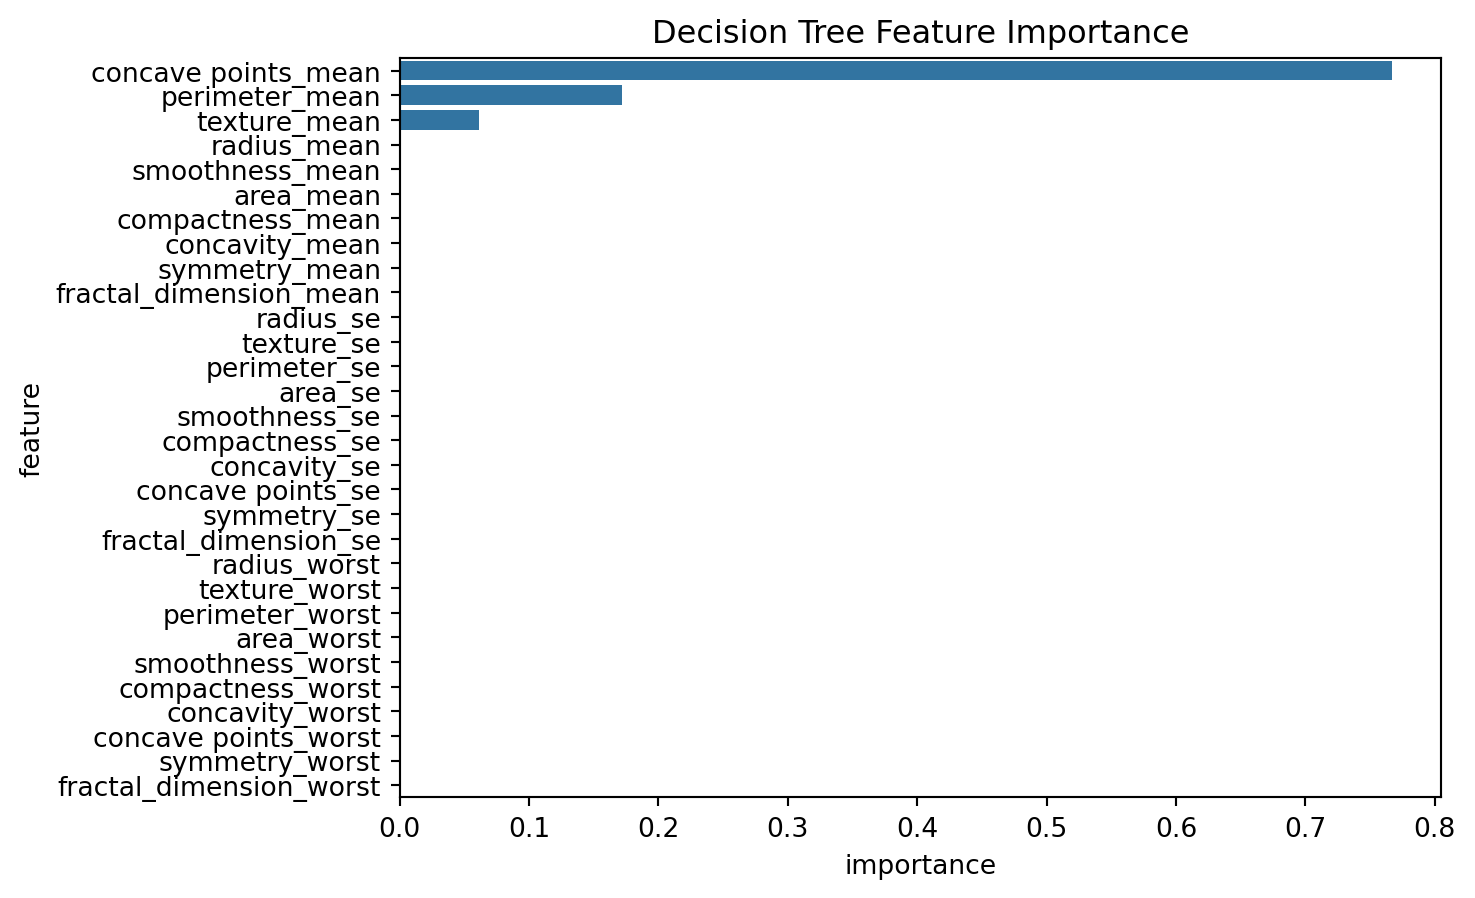 Decision Tree Feature Importance
concave points_mean
perimeter_mean
texture_mean
radius_mean
smoothness_mean
area_mean
compactness_mean
concavity_mean
symmetry_mean
fractal_dimension_mean
radius_se
texture_se
perimeter_se
area_se
smoothness_se
compactness_se
concavity_se
concave points_se
symmetry_se
fractal_dimension_se
radius_worst
texture_worst
perimeter_worst
area_worst
smoothness_worst
compactness_worst
concavity_worst
concave points_worst
symmetry_worst
fractal_dimension_worst
feature
0.0 0.1 0.2 0.3 0.4 0.5 0.6 0.7 0.8
importance